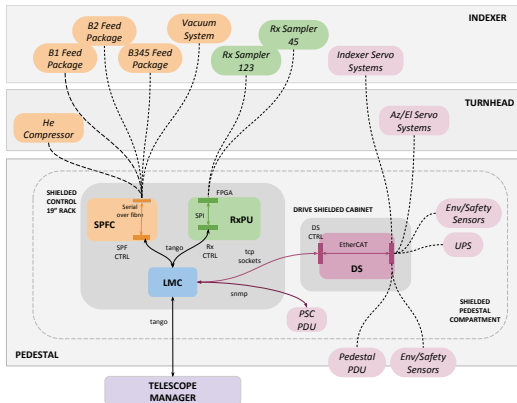 INDEXER
B2 Feed
Package
Vacuum
System
Rx Sampler
45
B1 Feed
Package
B345 Feed
Package
Rx Sampler
123
Indexer Servo
Systems
TURNHEAD
He
Compressor
Az/El Servo
Systems
SHIELDED
CONTROL
19" RACK
FPGA
Serial
over fibre
SPI
SPFC
RxPU
SPF
CTRL
tango
Rx
CTRL
LMC
tcp
sockets
snmp
DRIVE SHIELDED CABINET
DS
CTRL
EtherCAT
DS
Env/Safety
Sensors
UPS
PSC
PDU
SHIELDED
PEDESTAL
COMPARTMENT
tango
PEDESTAL
Pedestal
PDU
Env/Safety
Sensors
TELESCOPE
MANAGER